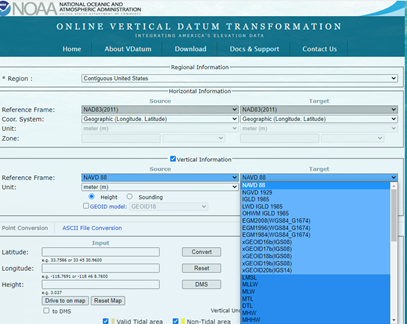 NOAA NATIONAL OCEANIC AND
ATMOSPHERIC ADMINISTRATION
UNITED STATES DEPARTMENT OF COMMERCE
ONLINE VERTICAL DATUM TRANSFORMATION
INTEGRATING AMERICA'S ELEVATION DATA
Home About VDatum Download Docs & Support Contact Us
Regional Information
* Region : Contiguous United States
Horizontal Information
Source Target
Reference Frame: NAD83(2011) NAD83(2011)
Coor. System: Geographic (Longitude, Latitude) Geographic (Longitude, Latitude)
Unit: meter (m) meter (m)
Zone:
Vertical Information
Source Target
Reference Frame: NAVD 88 NAVD 88
Unit: meter (m)
Height Sounding
GEOID model: GEOID18
NAVD 88
NGVD 1929
IGLD 1985
LWD IGLD 1985
OHWM IGLD 1985
EGM2008(WGS84_G1674)
EGM1996(WGS84_G1674)
EGM1984(WGS84_G1674)
xGEOID16b(IGS08)
xGEOID17b(IGS08)
xGEOID18b(IGS08)
xGEOID19b(IGS08)
xGEOID20b(IGS14)
LMSL
MLLW
MLW
MTL
DTL
MHW
MHHW
Point Conversion ASCII File Conversion
Input
Latitude: Convert
e.g. 33.7586 or 33 45 30.9600
Longitude: Reset
e.g. -118.7691 or -118 46 8.7600
Height: DMS
e.g. 3.037
Drive to on map Reset Map
to DMS
Vertical Un
Valid Tidal area Non-Tidal area